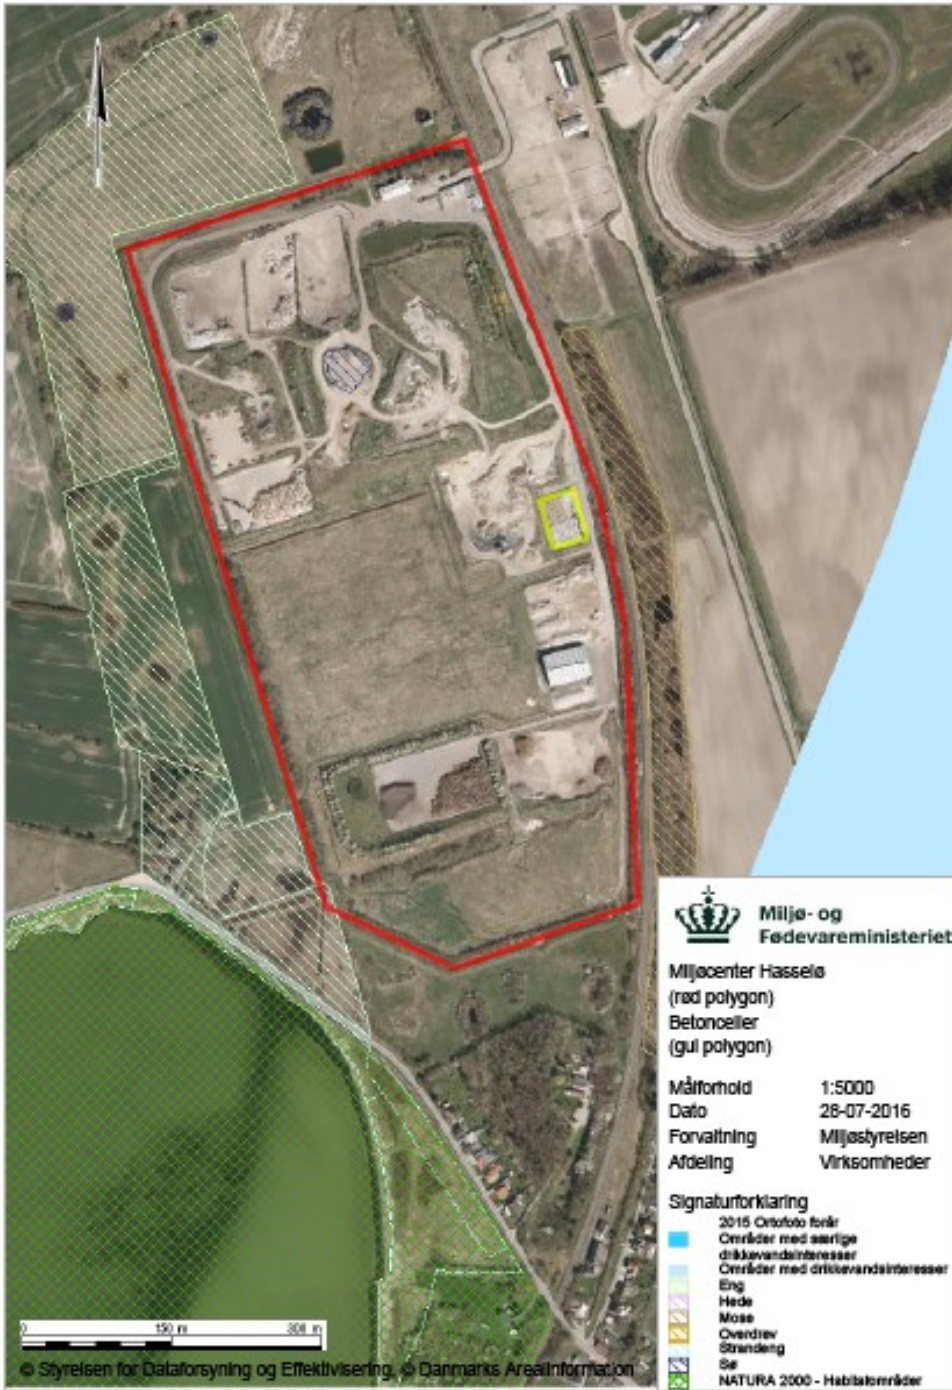 Miljø- og
Fødevareministeriet
Miljøcenter Hasselø
(rød polygon)
Betonceller
(gul polygon)
Målforhold 1:5000
Dato 28-07-2016
Forvaltning Miljøstyrelsen
Afdeling Virksomheder
Signaturforklaring
2015 Ortofoto forår
Områder med særlige
drikkevandsinteresser
Områder med drikkevandsinteresser
Eng
Hede
Mose
Overdrev
Strandeng
Sø
NATURA 2000 - Habitatområder
0 150 m 300 m
© Styrelsen for Dataforsyning og Effektivisering, © Danmarks Arealinformation